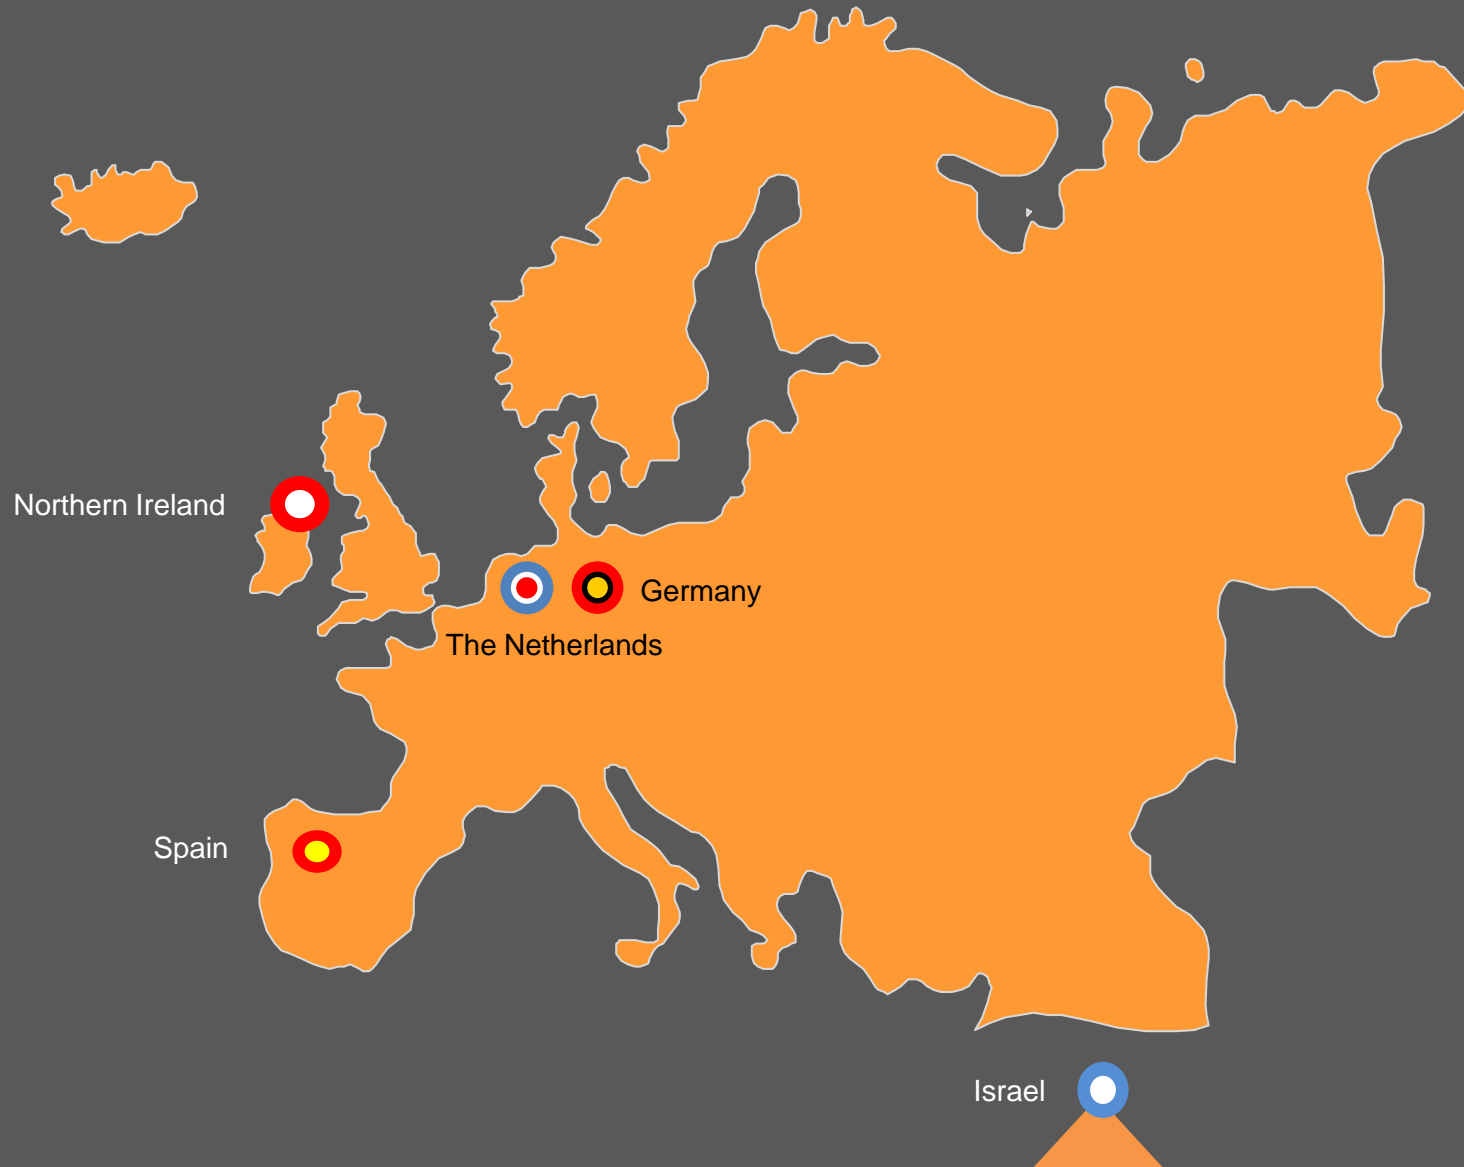 Northern Ireland
Germany
The Netherlands
Spain
Israel